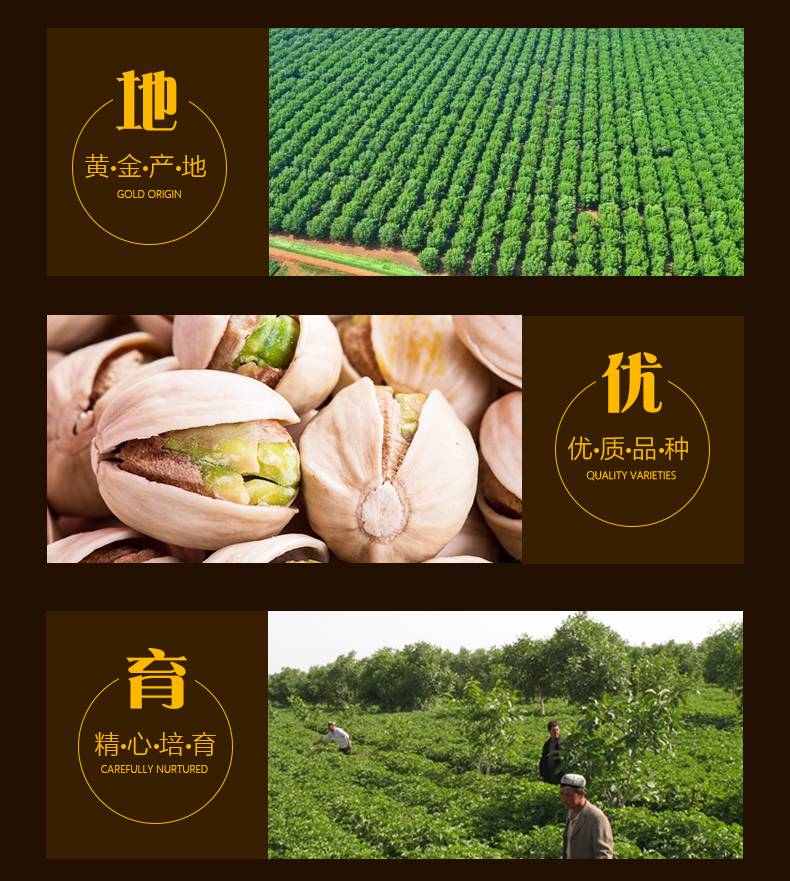 地
黄·金·产·地
GOLD ORIGIN
优
优·质·品·种
QUALITY VARIETIES
育
精·心·培·育
CAREFULLY NURTURED